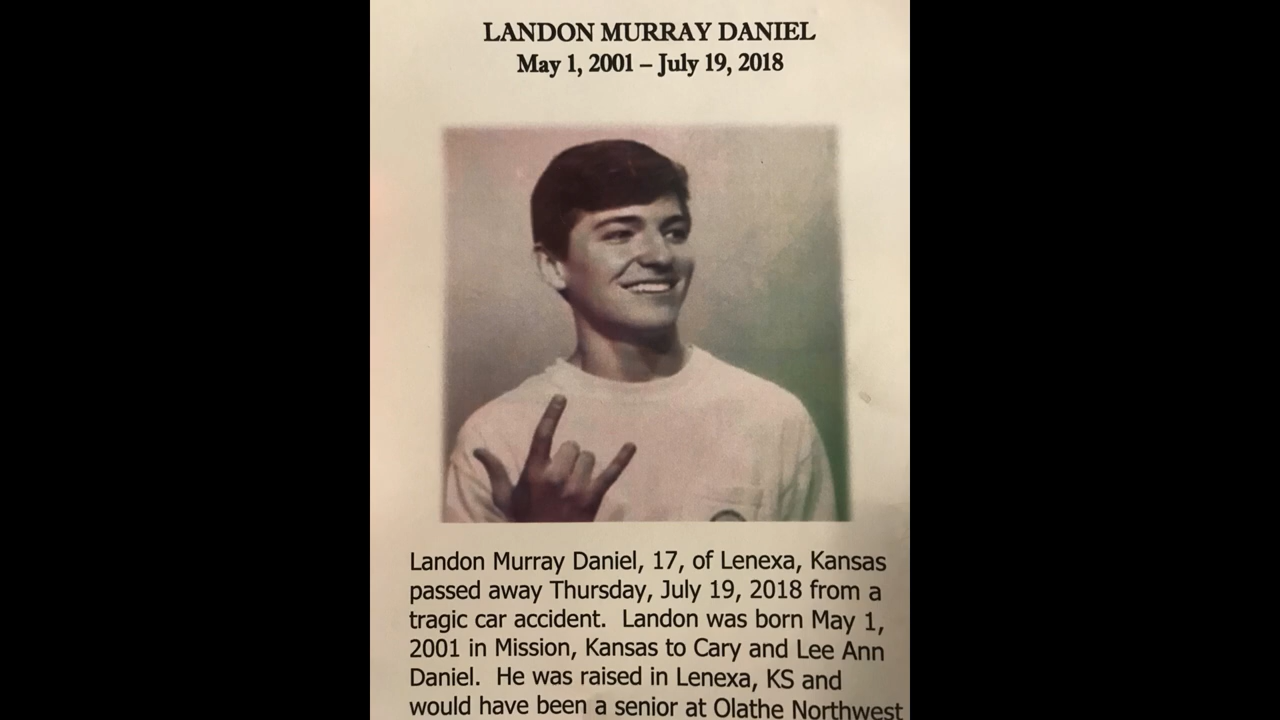 LANDON MURRAY DANIEL
May 1, 2001 – July 19, 2018
Landon Murray Daniel, 17, of Lenexa, Kansas
passed away Thursday, July 19, 2018 from a
tragic car accident.  Landon was born May 1,
2001 in Mission, Kansas to Cary and Lee Ann
Daniel.  He was raised in Lenexa, KS and
would have been a senior at Olathe Northwest